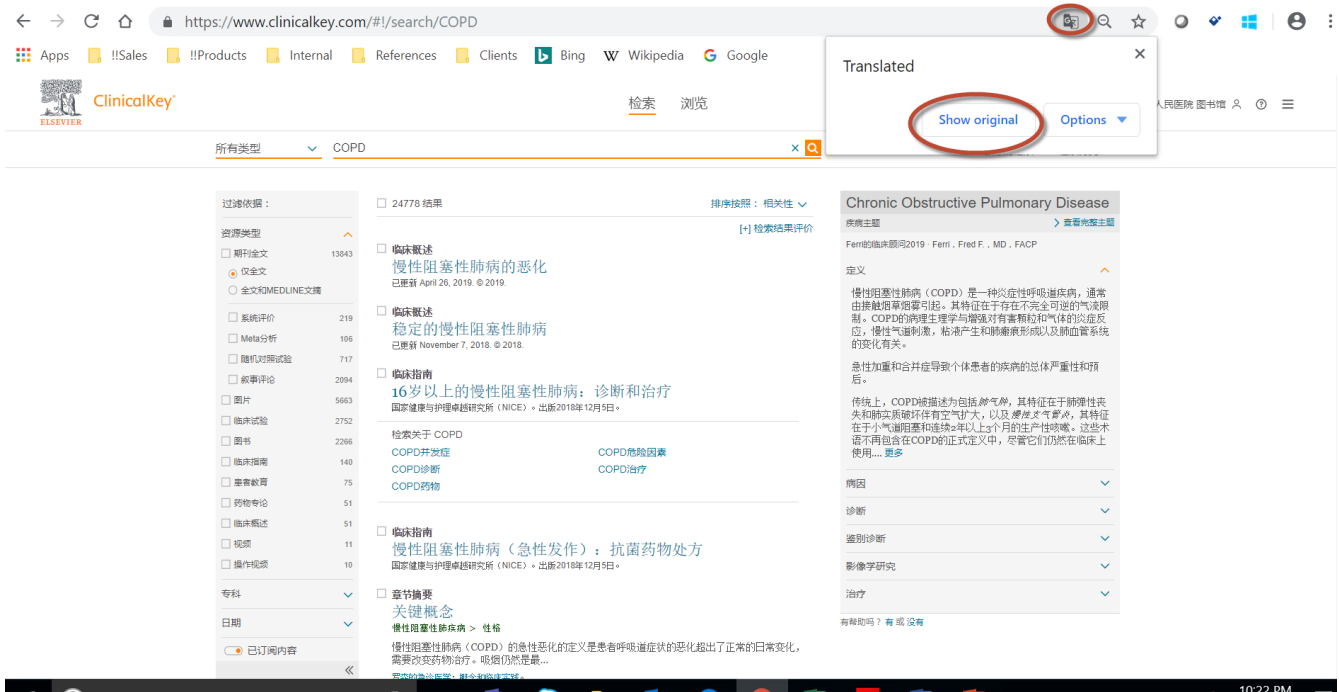 https://www.clinicalkey.com/#!/search/COPD
Apps !!Sales !!Products Internal References Clients Bing W Wikipedia Google
Translated
Show original Options
ELSEVIER
ClinicalKey
检索 浏览
人民医院 图书馆
所有类型 COPD
过滤依据：
资源类型
期刊全文 13843
仅全文
全文和MEDLINE文摘
系统评价 219
Meta分析 106
随机对照试验 717
叙事评论 2094
图片 5663
临床试验 2752
图书 2266
临床指南 140
患者教育 75
药物专论 51
临床概述 51
视频 11
操作视频 10
专科
日期
已订阅内容
24778 结果 排序按照： 相关性
[+] 检索结果评价
临床概述
慢性阻塞性肺病的恶化
已更新 April 26, 2019. © 2019.
临床概述
稳定的慢性阻塞性肺病
已更新 November 7, 2018. © 2018.
临床指南
16岁以上的慢性阻塞性肺病：诊断和治疗
国家健康与护理卓越研究所（NICE）。出版2018年12月5日。
检索关于 COPD
COPD并发症 COPD危险因素
COPD诊断 COPD治疗
COPD药物
临床指南
慢性阻塞性肺病（急性发作）：抗菌药物处方
国家健康与护理卓越研究所（NICE）。出版2018年12月5日。
章节摘要
关键概念
慢性阻塞性肺疾病 > 性格
慢性阻塞性肺病（COPD）的急性恶化的定义是患者呼吸道症状的恶化超出了正常的日常变化，
需要改变药物治疗。吸烟仍然是最...
罗森的急诊医学：概念和临床实践。
Chronic Obstructive Pulmonary Disease
疾病主题 查看完整主题
Ferri的临床顾问2019 · Ferri，Fred F.，MD，FACP
定义
慢性阻塞性肺病（COPD）是一种炎症性呼吸道疾病，通常
由接触烟草烟雾引起。其特征在于存在不完全可逆的气流限
制。COPD的病理生理学与增强对有害颗粒和气体的炎症反
应，慢性气道刺激，粘液产生和肺瘢痕形成以及肺血管系统
的变化有关。
急性加重和合并症导致个体患者的疾病的总体严重性和预
后。
传统上，COPD被描述为包括肺气肿，其特征在于肺弹性丧
失和肺实质破坏伴有空气扩大，以及慢性支气管炎，其特征
在于小气道阻塞和连续2年以上3个月的生产性咳嗽。这些术
语不再包含在COPD的正式定义中，尽管它们仍然在临床上
使用.... 更多
病因
诊断
鉴别诊断
影像学研究
治疗
有帮助吗？ 有 或 没有
10:22 PM